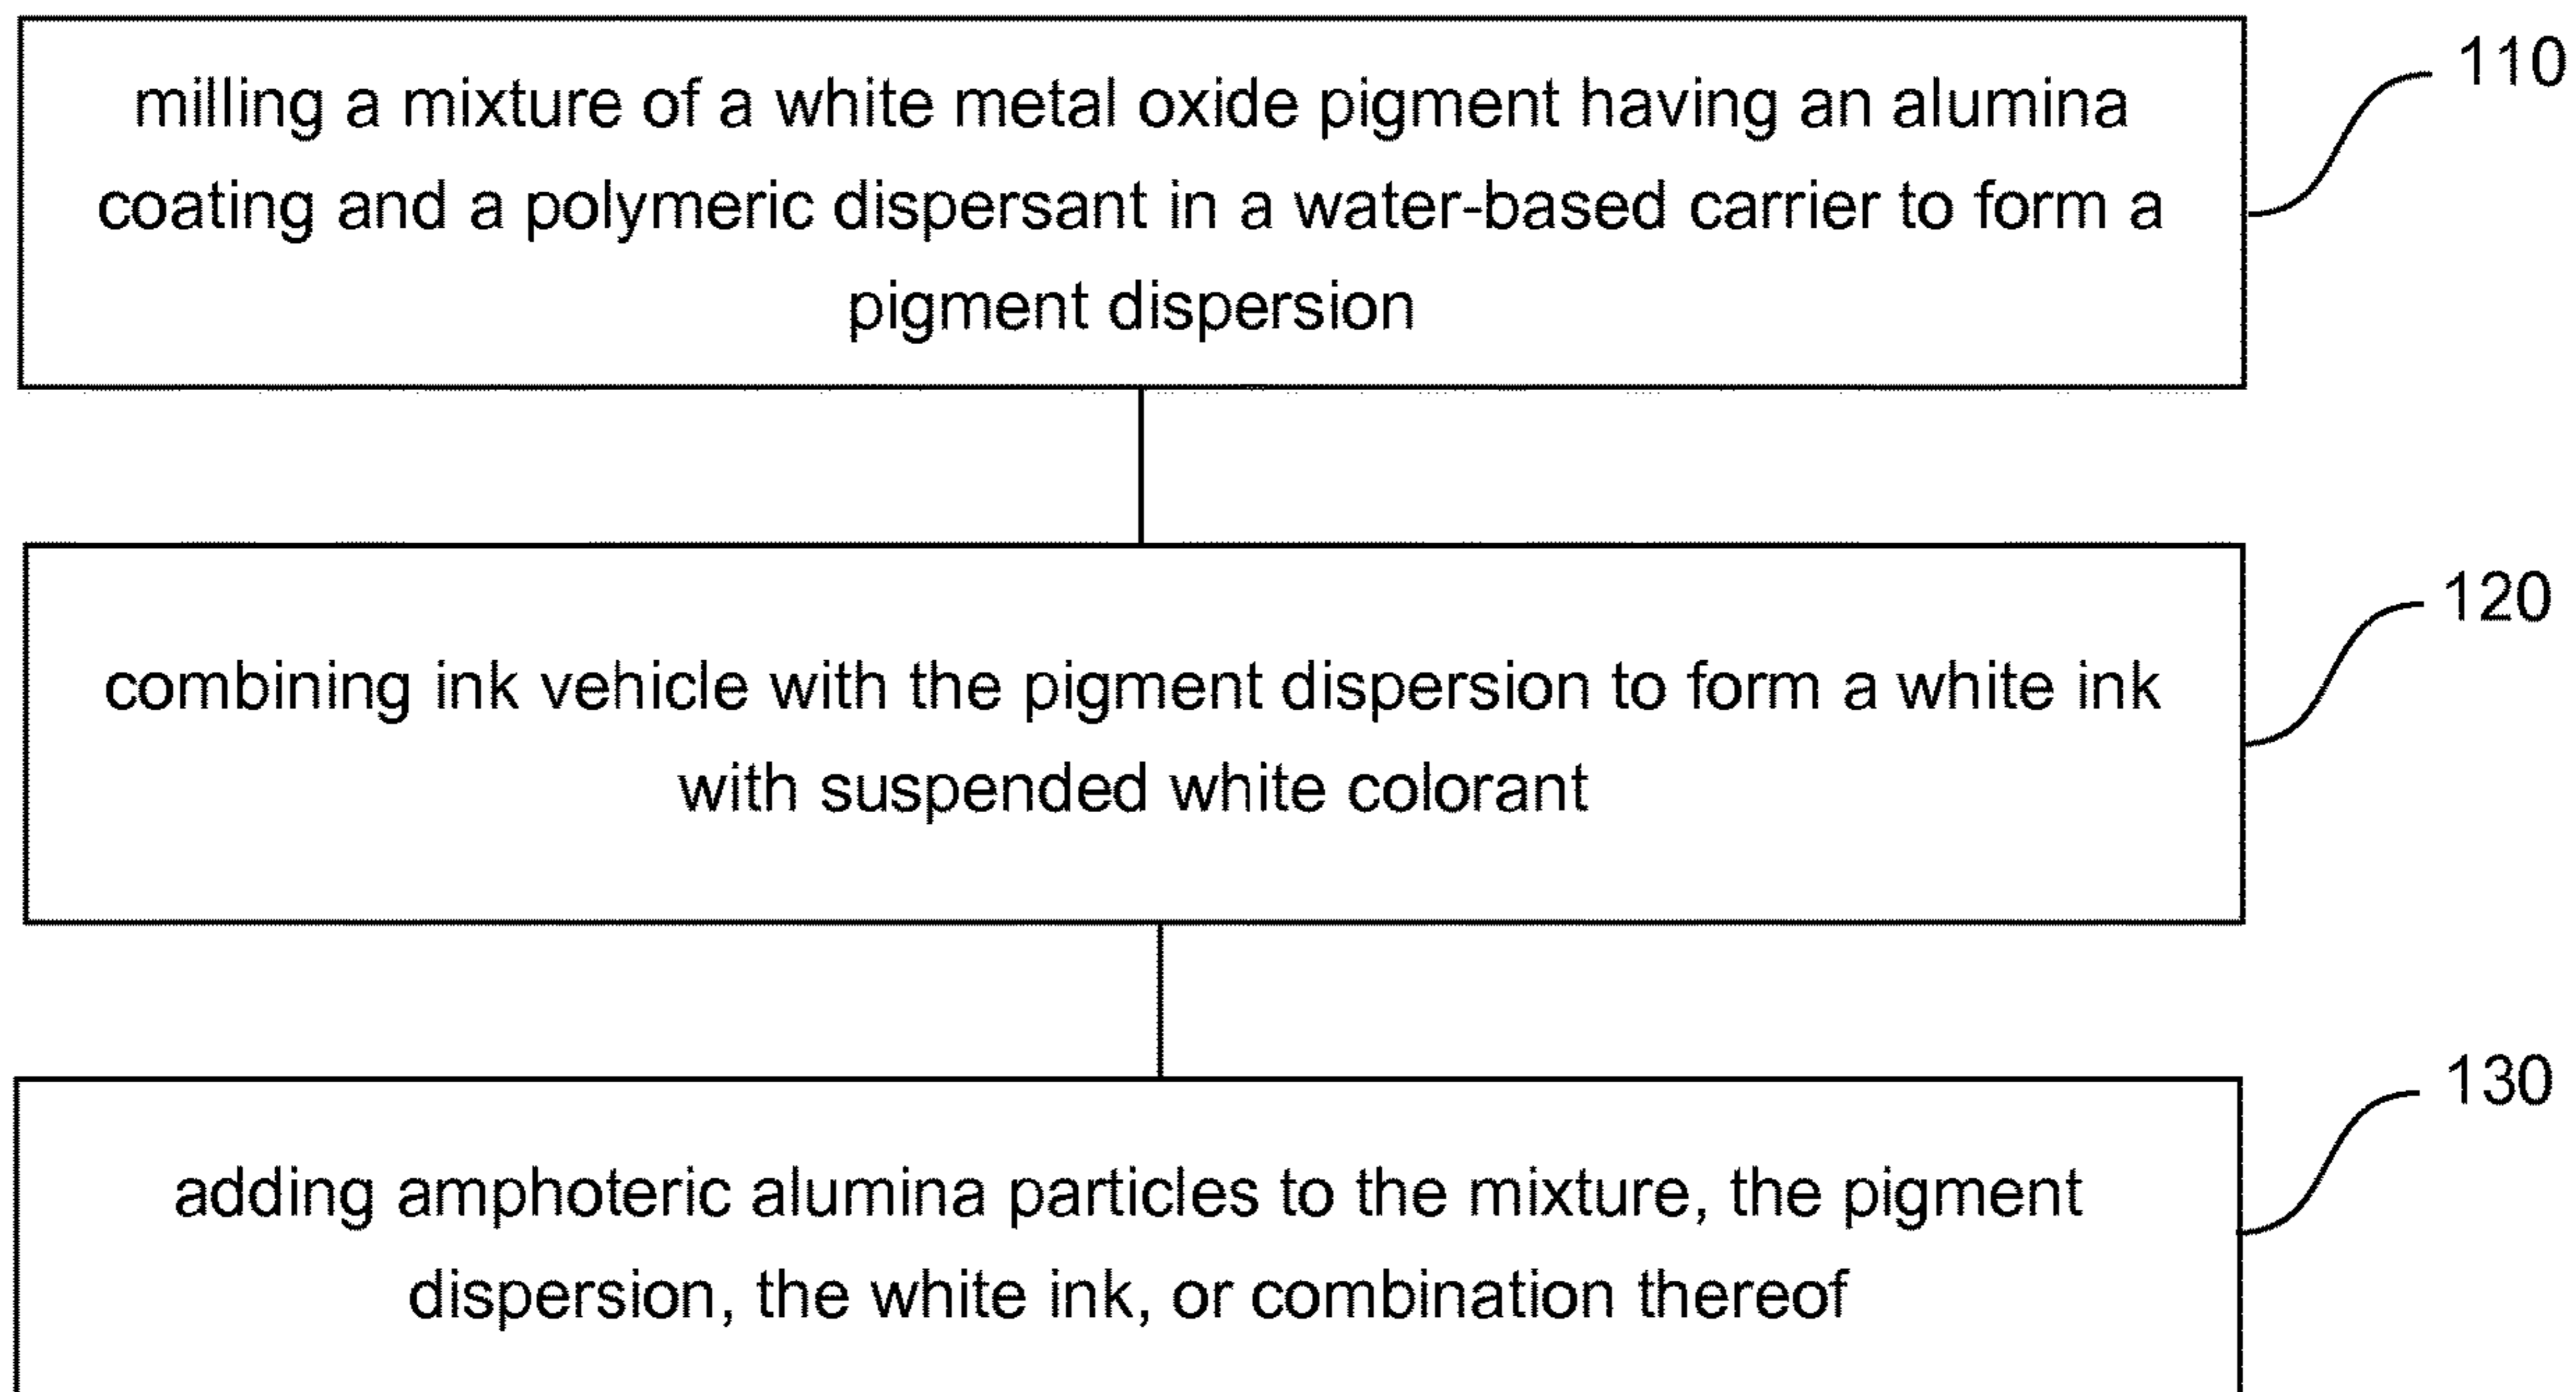 milling a mixture of a white metal oxide pigment having an alumina
coating and a polymeric dispersant in a water-based carrier to form a
pigment dispersion
110
combining ink vehicle with the pigment dispersion to form a white ink
with suspended white colorant
120
adding amphoteric alumina particles to the mixture, the pigment
dispersion, the white ink, or combination thereof
130